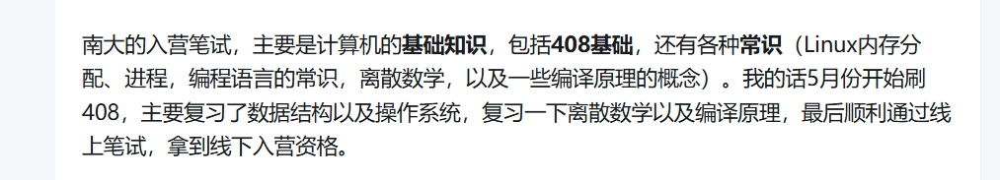 南大的入营笔试，主要是计算机的基础知识，包括408基础，还有各种常识（Linux内存分
配、进程，编程语言的常识，离散数学，以及一些编译原理的概念）。我的话5月份开始刷
408，主要复习了数据结构以及操作系统，复习一下离散数学以及编译原理，最后顺利通过线
上笔试，拿到线下入营资格。